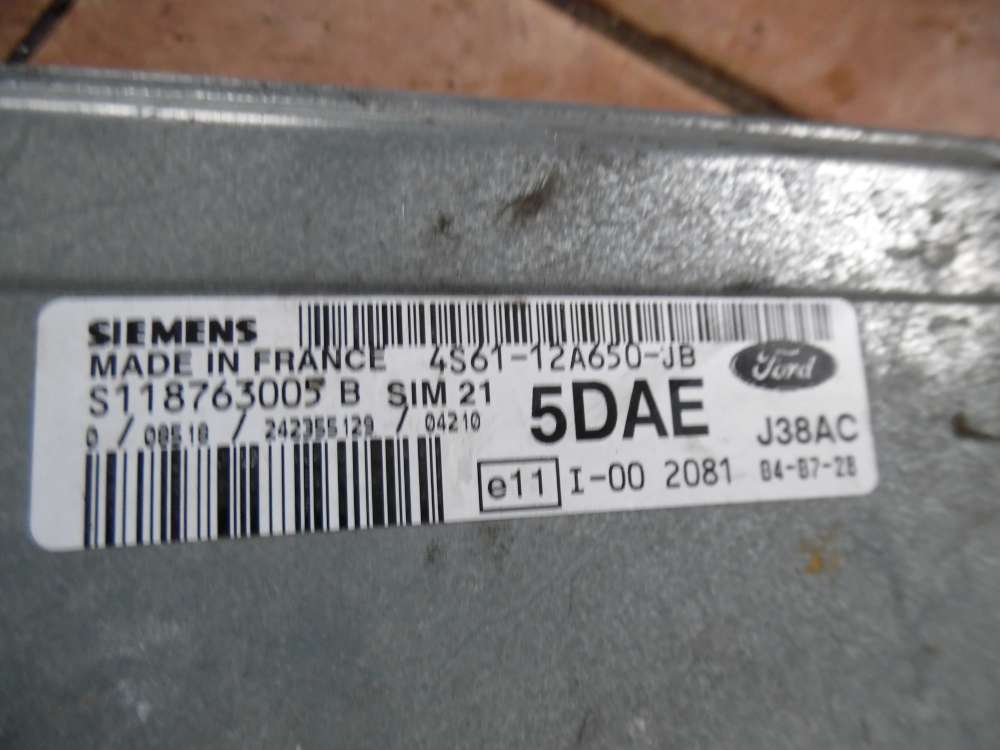 SIEMENS
MADE IN FRANCE 4S61-12A650-JB Ford
S118763005 B SIM 21 5DAE J38AC
0 / 08518 / 242355129 / 04210
e11 I-00 2081 04-07-28